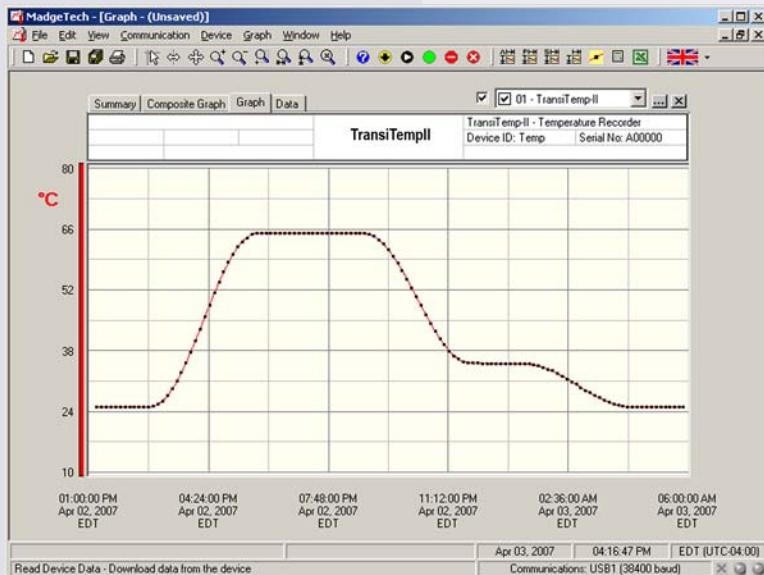 MadgeTech - [Graph - (Unsaved)]
File Edit View Communication Device Graph Window Help
Summary Composite Graph Graph Data
01 - TransiTemp-II
TransiTempII
TransiTemp-II - Temperature Recorder
Device ID: Temp Serial No: A00000
°C
80
66
52
38
24
10
01:00:00 PM 04:24:00 PM 07:48:00 PM 11:12:00 PM 02:36:00 AM 06:00:00 AM
Apr 02, 2007 Apr 02, 2007 Apr 02, 2007 Apr 02, 2007 Apr 03, 2007 Apr 03, 2007
EDT EDT EDT EDT EDT EDT
Apr 03, 2007 04:16:47 PM EDT (UTC-04:00)
Read Device Data - Download data from the device Communications: USB1 (38400 baud)